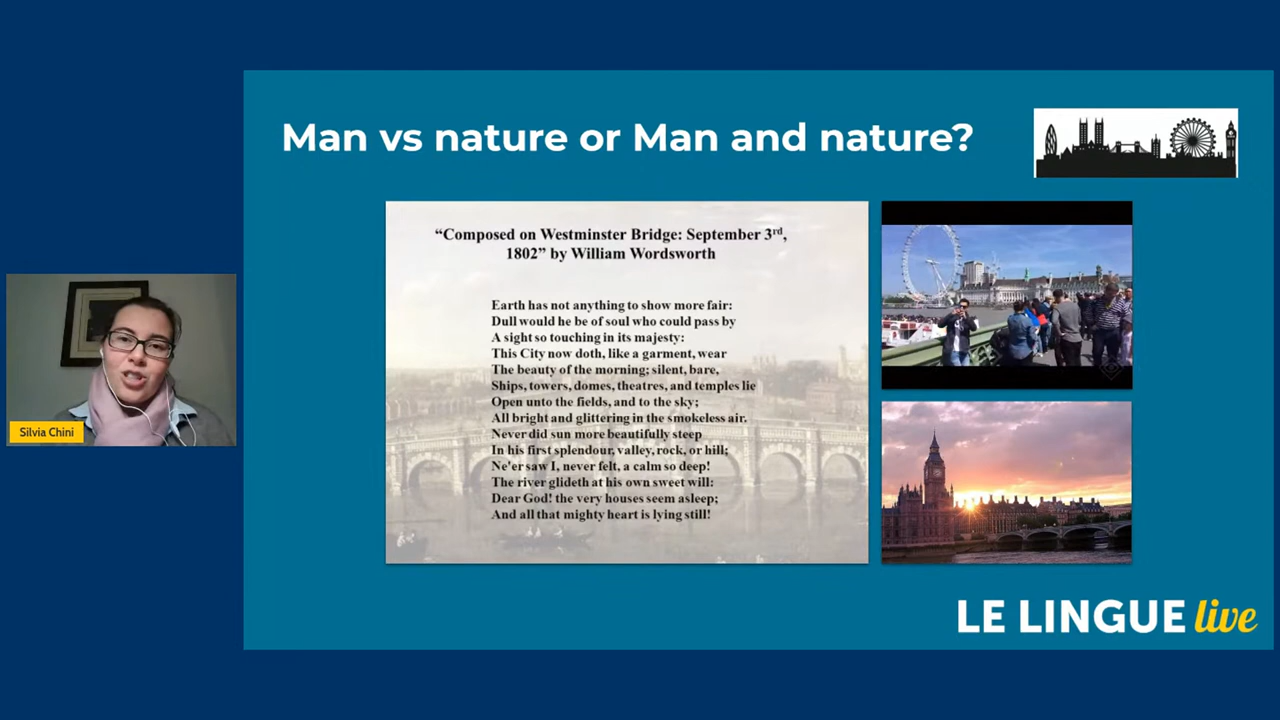 Man vs nature or Man and nature?
“Composed on Westminster Bridge: September 3rd,
1802” by William Wordsworth
Earth has not anything to show more fair:
Dull would he be of soul who could pass by
A sight so touching in its majesty:
This City now doth, like a garment, wear
The beauty of the morning; silent, bare,
Ships, towers, domes, theatres, and temples lie
Open unto the fields, and to the sky;
All bright and glittering in the smokeless air.
Never did sun more beautifully steep
In his first splendour, valley, rock, or hill;
Ne'er saw I, never felt, a calm so deep!
The river glideth at his own sweet will:
Dear God! the very houses seem asleep;
And all that mighty heart is lying still!
Silvia Chini
LE LINGUE live